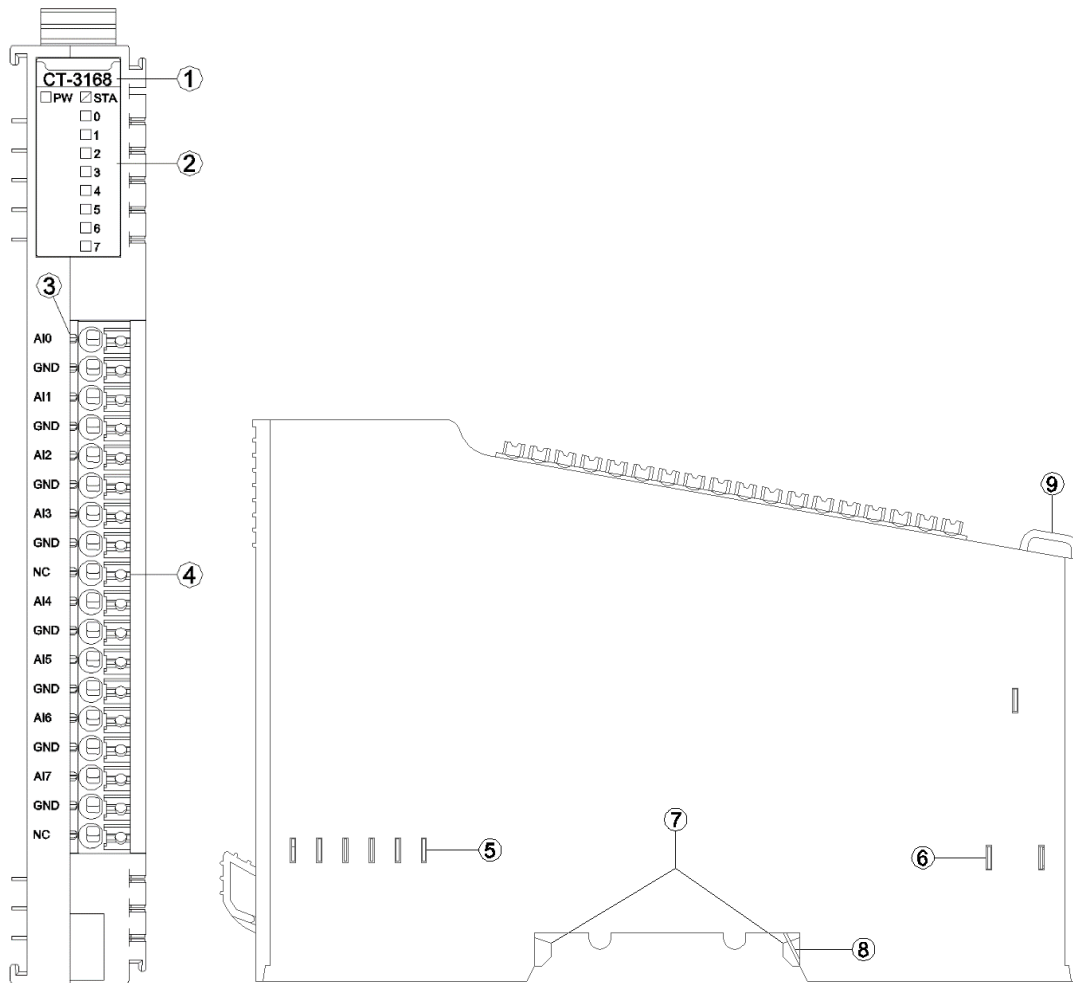 CT-3168
①
PW STA
0
1
2
②
3
4
5
6
7
③
AI0
GND
AI1
GND
AI2
GND
⑨
AI3
GND
NC
④
AI4
GND
AI5
GND
AI6
GND
AI7
GND
⑦
NC
⑤
⑥
⑧